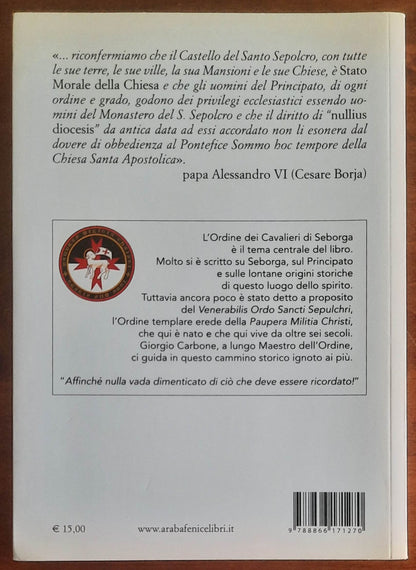 «... riconfermiamo che il Castello del Santo Sepolcro, con tutte
le sue terre, le sue ville, la sua Mansioni e le sue Chiese, è Stato
Morale della Chiesa e che gli uomini del Principato, di ogni
ordine e grado, godono dei privilegi ecclesiastici essendo uo-
mini del Monastero del S. Sepolcro e che il diritto di “nullius
diocesis” da antica data ad essi accordato non li esonera dal
dovere di obbedienza al Pontefice Sommo hoc tempore della
Chiesa Santa Apostolica».
papa Alessandro VI (Cesare Borja)
L’Ordine dei Cavalieri di Seborga
è il tema centrale del libro.
Molto si è scritto su Seborga, sul Principato
e sulle lontane origini storiche
di questo luogo dello spirito.
Tuttavia ancora poco è stato detto a proposito
del Venerabilis Ordo Sancti Sepulchri,
l’Ordine templare erede della Paupera Militia Christi,
che qui è nato e che qui vive da oltre sei secoli.
Giorgio Carbone, a lungo Maestro dell’Ordine,
ci guida in questo cammino storico ignoto ai più.
“Affinché nulla vada dimenticato di ciò che deve essere ricordato!”
€ 15,00
www.arabafenicelibri.it
9 788866 171270